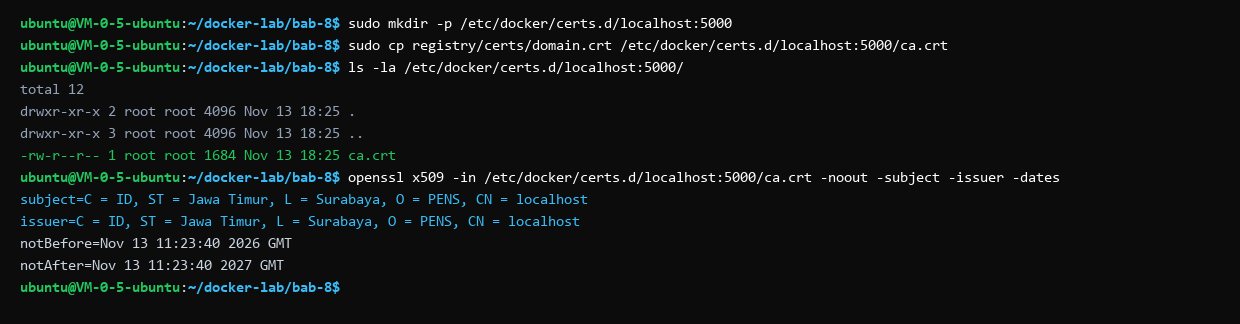 ubuntu@VM-0-5-ubuntu:~/docker-lab/bab-8$ sudo mkdir -p /etc/docker/certs.d/localhost:5000
ubuntu@VM-0-5-ubuntu:~/docker-lab/bab-8$ sudo cp registry/certs/domain.crt /etc/docker/certs.d/localhost:5000/ca.crt
ubuntu@VM-0-5-ubuntu:~/docker-lab/bab-8$ ls -la /etc/docker/certs.d/localhost:5000/
total 12
drwxr-xr-x 2 root root 4096 Nov 13 18:25 .
drwxr-xr-x 3 root root 4096 Nov 13 18:25 ..
-rw-r--r-- 1 root root 1684 Nov 13 18:25 ca.crt
ubuntu@VM-0-5-ubuntu:~/docker-lab/bab-8$ openssl x509 -in /etc/docker/certs.d/localhost:5000/ca.crt -noout -subject -issuer -dates
subject=C = ID, ST = Jawa Timur, L = Surabaya, O = PENS, CN = localhost
issuer=C = ID, ST = Jawa Timur, L = Surabaya, O = PENS, CN = localhost
notBefore=Nov 13 11:23:40 2026 GMT
notAfter=Nov 13 11:23:40 2027 GMT
ubuntu@VM-0-5-ubuntu:~/docker-lab/bab-8$